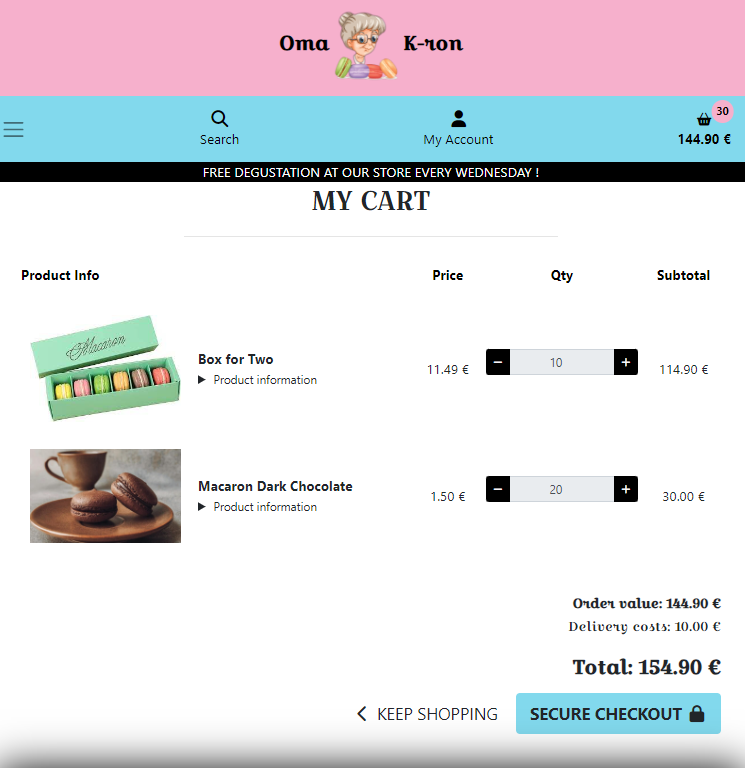 Oma K-ron
30
Search
My Account
144.90 €
FREE DEGUSTATION AT OUR STORE EVERY WEDNESDAY !
MY CART
Product Info Price Qty Subtotal
Macaron
Box for Two
Product information
11.49 € − 10 + 114.90 €
Macaron Dark Chocolate
Product information
1.50 € − 20 + 30.00 €
Order value: 144.90 €
Delivery costs: 10.00 €
Total: 154.90 €
KEEP SHOPPING
SECURE CHECKOUT